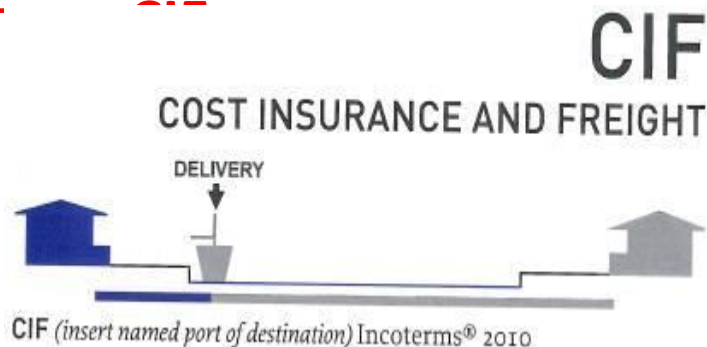 CIF
COST INSURANCE AND FREIGHT
DELIVERY
CIF (insert named port of destination) Incoterms® 2010